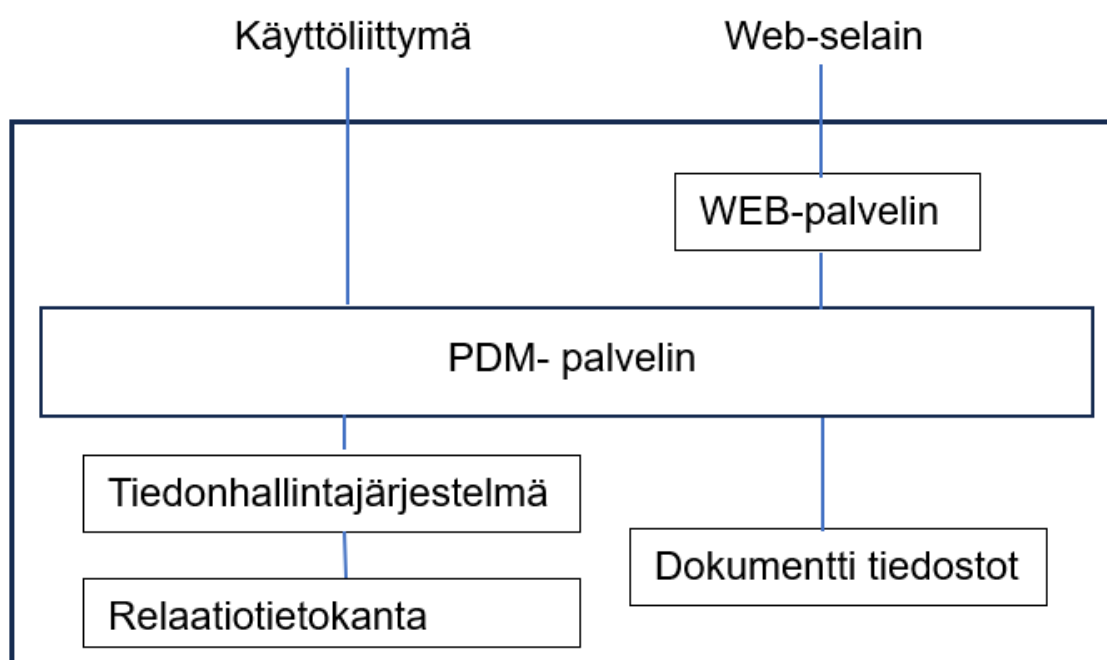 Käyttöliittymä
Web-selain
WEB-palvelin
PDM- palvelin
Tiedonhallintajärjestelmä
Dokumentti tiedostot
Relaatiotietokanta